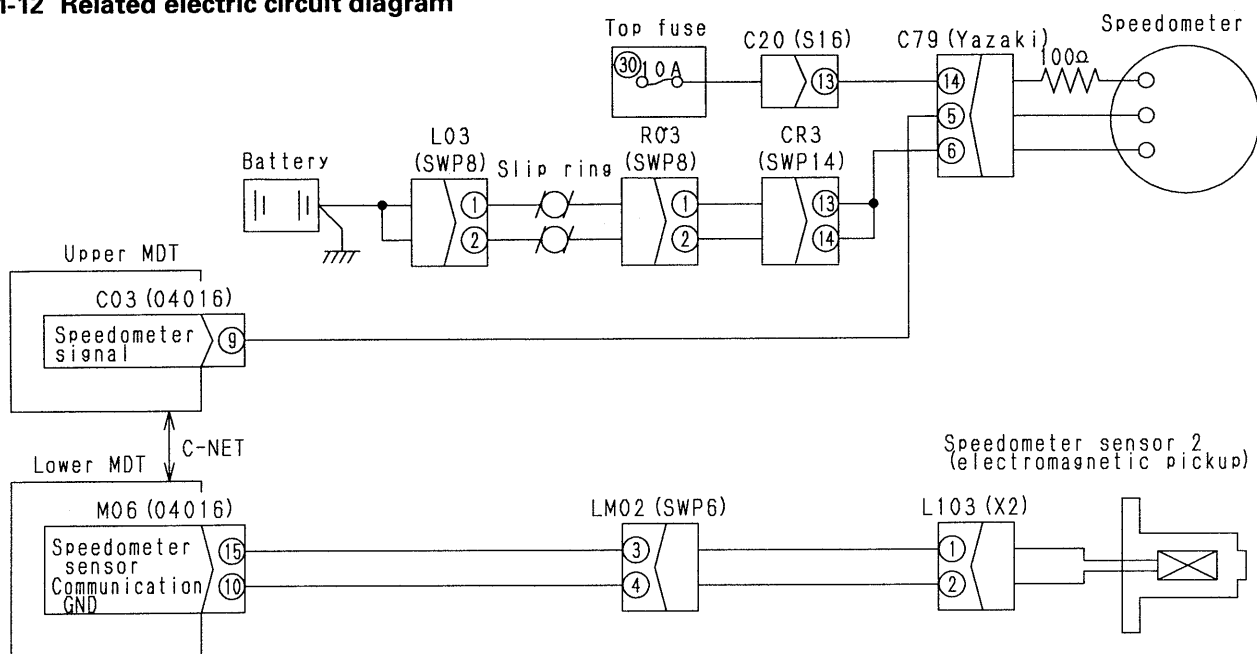 1-12 Related electric circuit diagram
Speedometer
Top fuse
C20 (S16)
C79 (Yazaki)
100Ω
30
10A
13
14
5
6
L03
(SWP8)
Slip ring
R03
(SWP8)
CR3
(SWP14)
Battery
1
2
1
2
13
14
Upper MDT
C03 (04016)
Speedometer
signal
9
C-NET
Lower MDT
M06 (04016)
Speedometer
sensor
Communication
GND
15
10
LM02 (SWP6)
3
4
L103 (X2)
1
2
Speedometer sensor 2
(electromagnetic pickup)